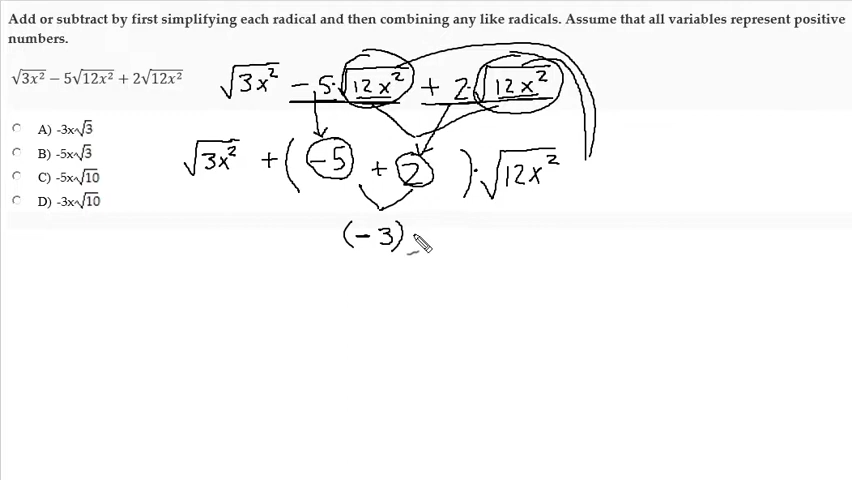 Add or subtract by first simplifying each radical and then combining any like radicals. Assume that all variables represent positive
numbers.
√3x² − 5√12x² + 2√12x²
√3x² − 5·√12x² + 2·√12x²
A) -3x√3
B) -5x√3
C) -5x√10
D) -3x√10
√3x² + (−5 + 2)·√12x²
(−3)